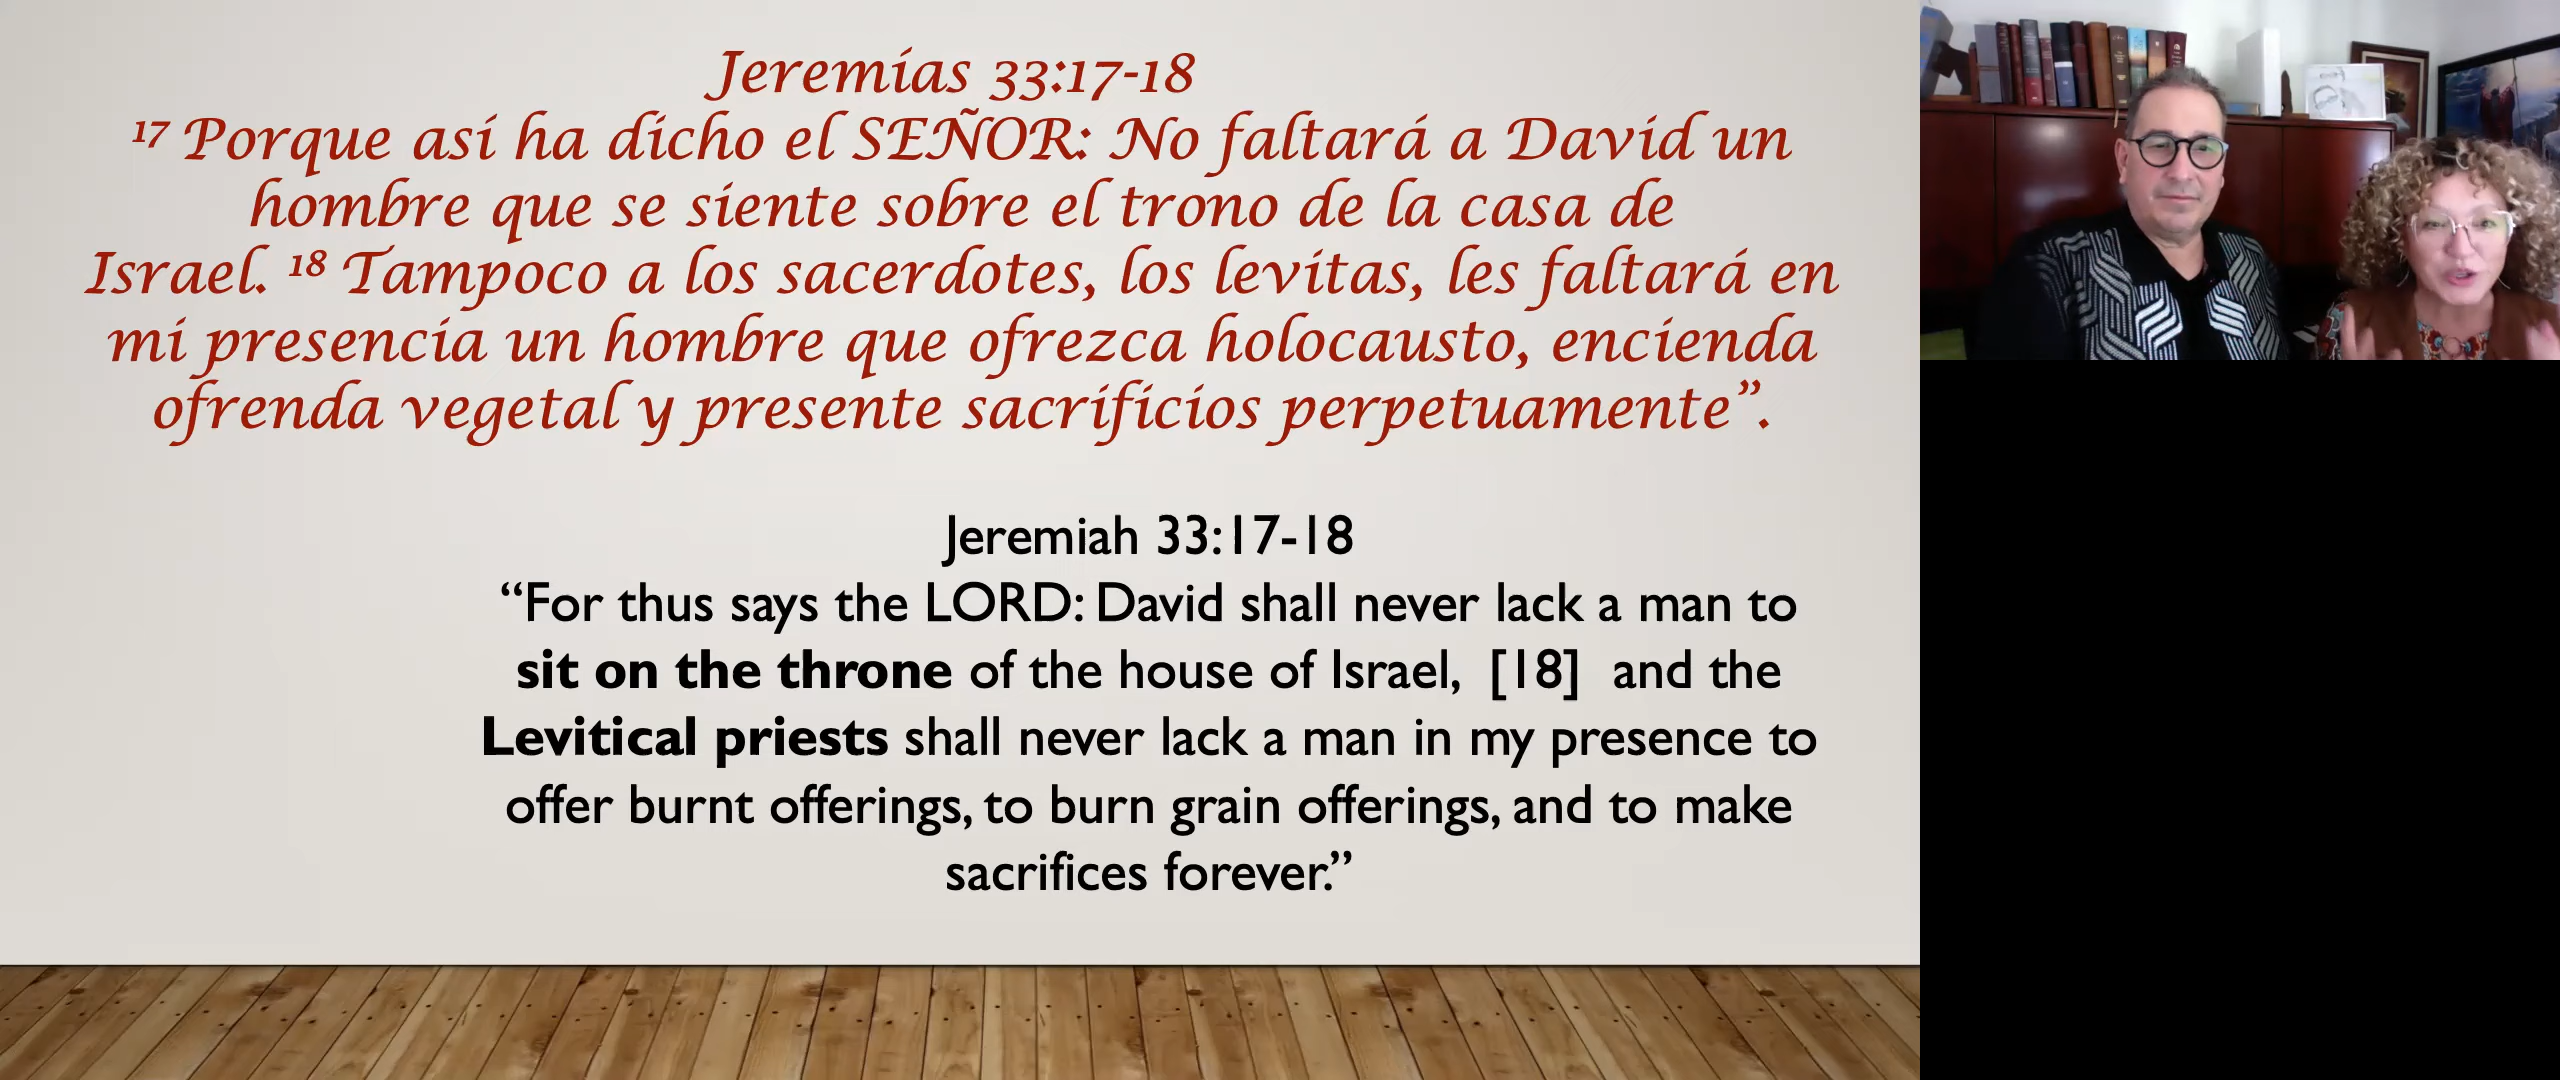 Jeremías 33:17-18
17 Porque así ha dicho el SEÑOR: No faltará a David un
hombre que se siente sobre el trono de la casa de
Israel. 18 Tampoco a los sacerdotes, los levitas, les faltará en
mi presencia un hombre que ofrezca holocausto, encienda
ofrenda vegetal y presente sacrificios perpetuamente”.
Jeremiah 33:17-18
“For thus says the LORD: David shall never lack a man to
sit on the throne of the house of Israel, [18] and the
Levitical priests shall never lack a man in my presence to
offer burnt offerings, to burn grain offerings, and to make
sacrifices forever.”